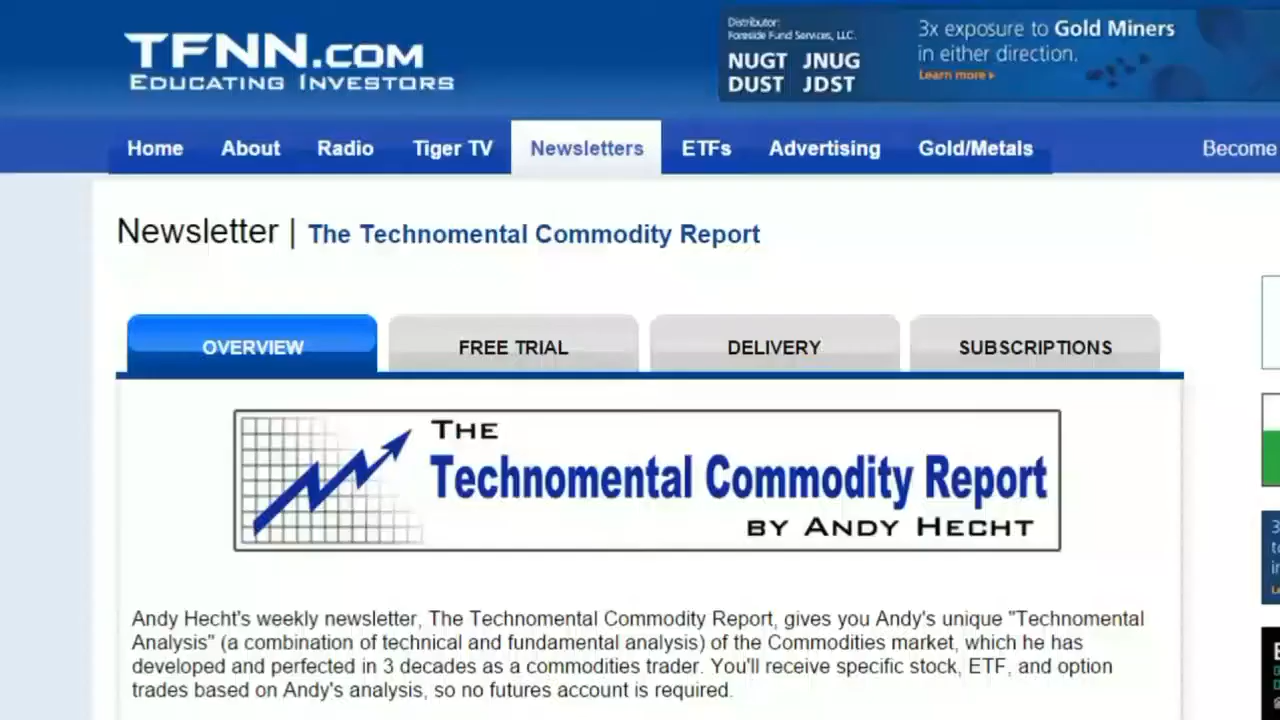 TFNN.COM
EDUCATING INVESTORS
Distributor:
Foreside Fund Services, LLC.
NUGT JNUG
DUST JDST
3x exposure to Gold Miners
in either direction.
Learn more ▸
Home About Radio Tiger TV Newsletters ETFs Advertising Gold/Metals Become
Newsletter | The Technomental Commodity Report
OVERVIEW FREE TRIAL DELIVERY SUBSCRIPTIONS
THE
Technomental Commodity Report
BY ANDY HECHT
Andy Hecht's weekly newsletter, The Technomental Commodity Report, gives you Andy's unique "Technomental
Analysis" (a combination of technical and fundamental analysis) of the Commodities market, which he has
developed and perfected in 3 decades as a commodities trader. You'll receive specific stock, ETF, and option
trades based on Andy's analysis, so no futures account is required.